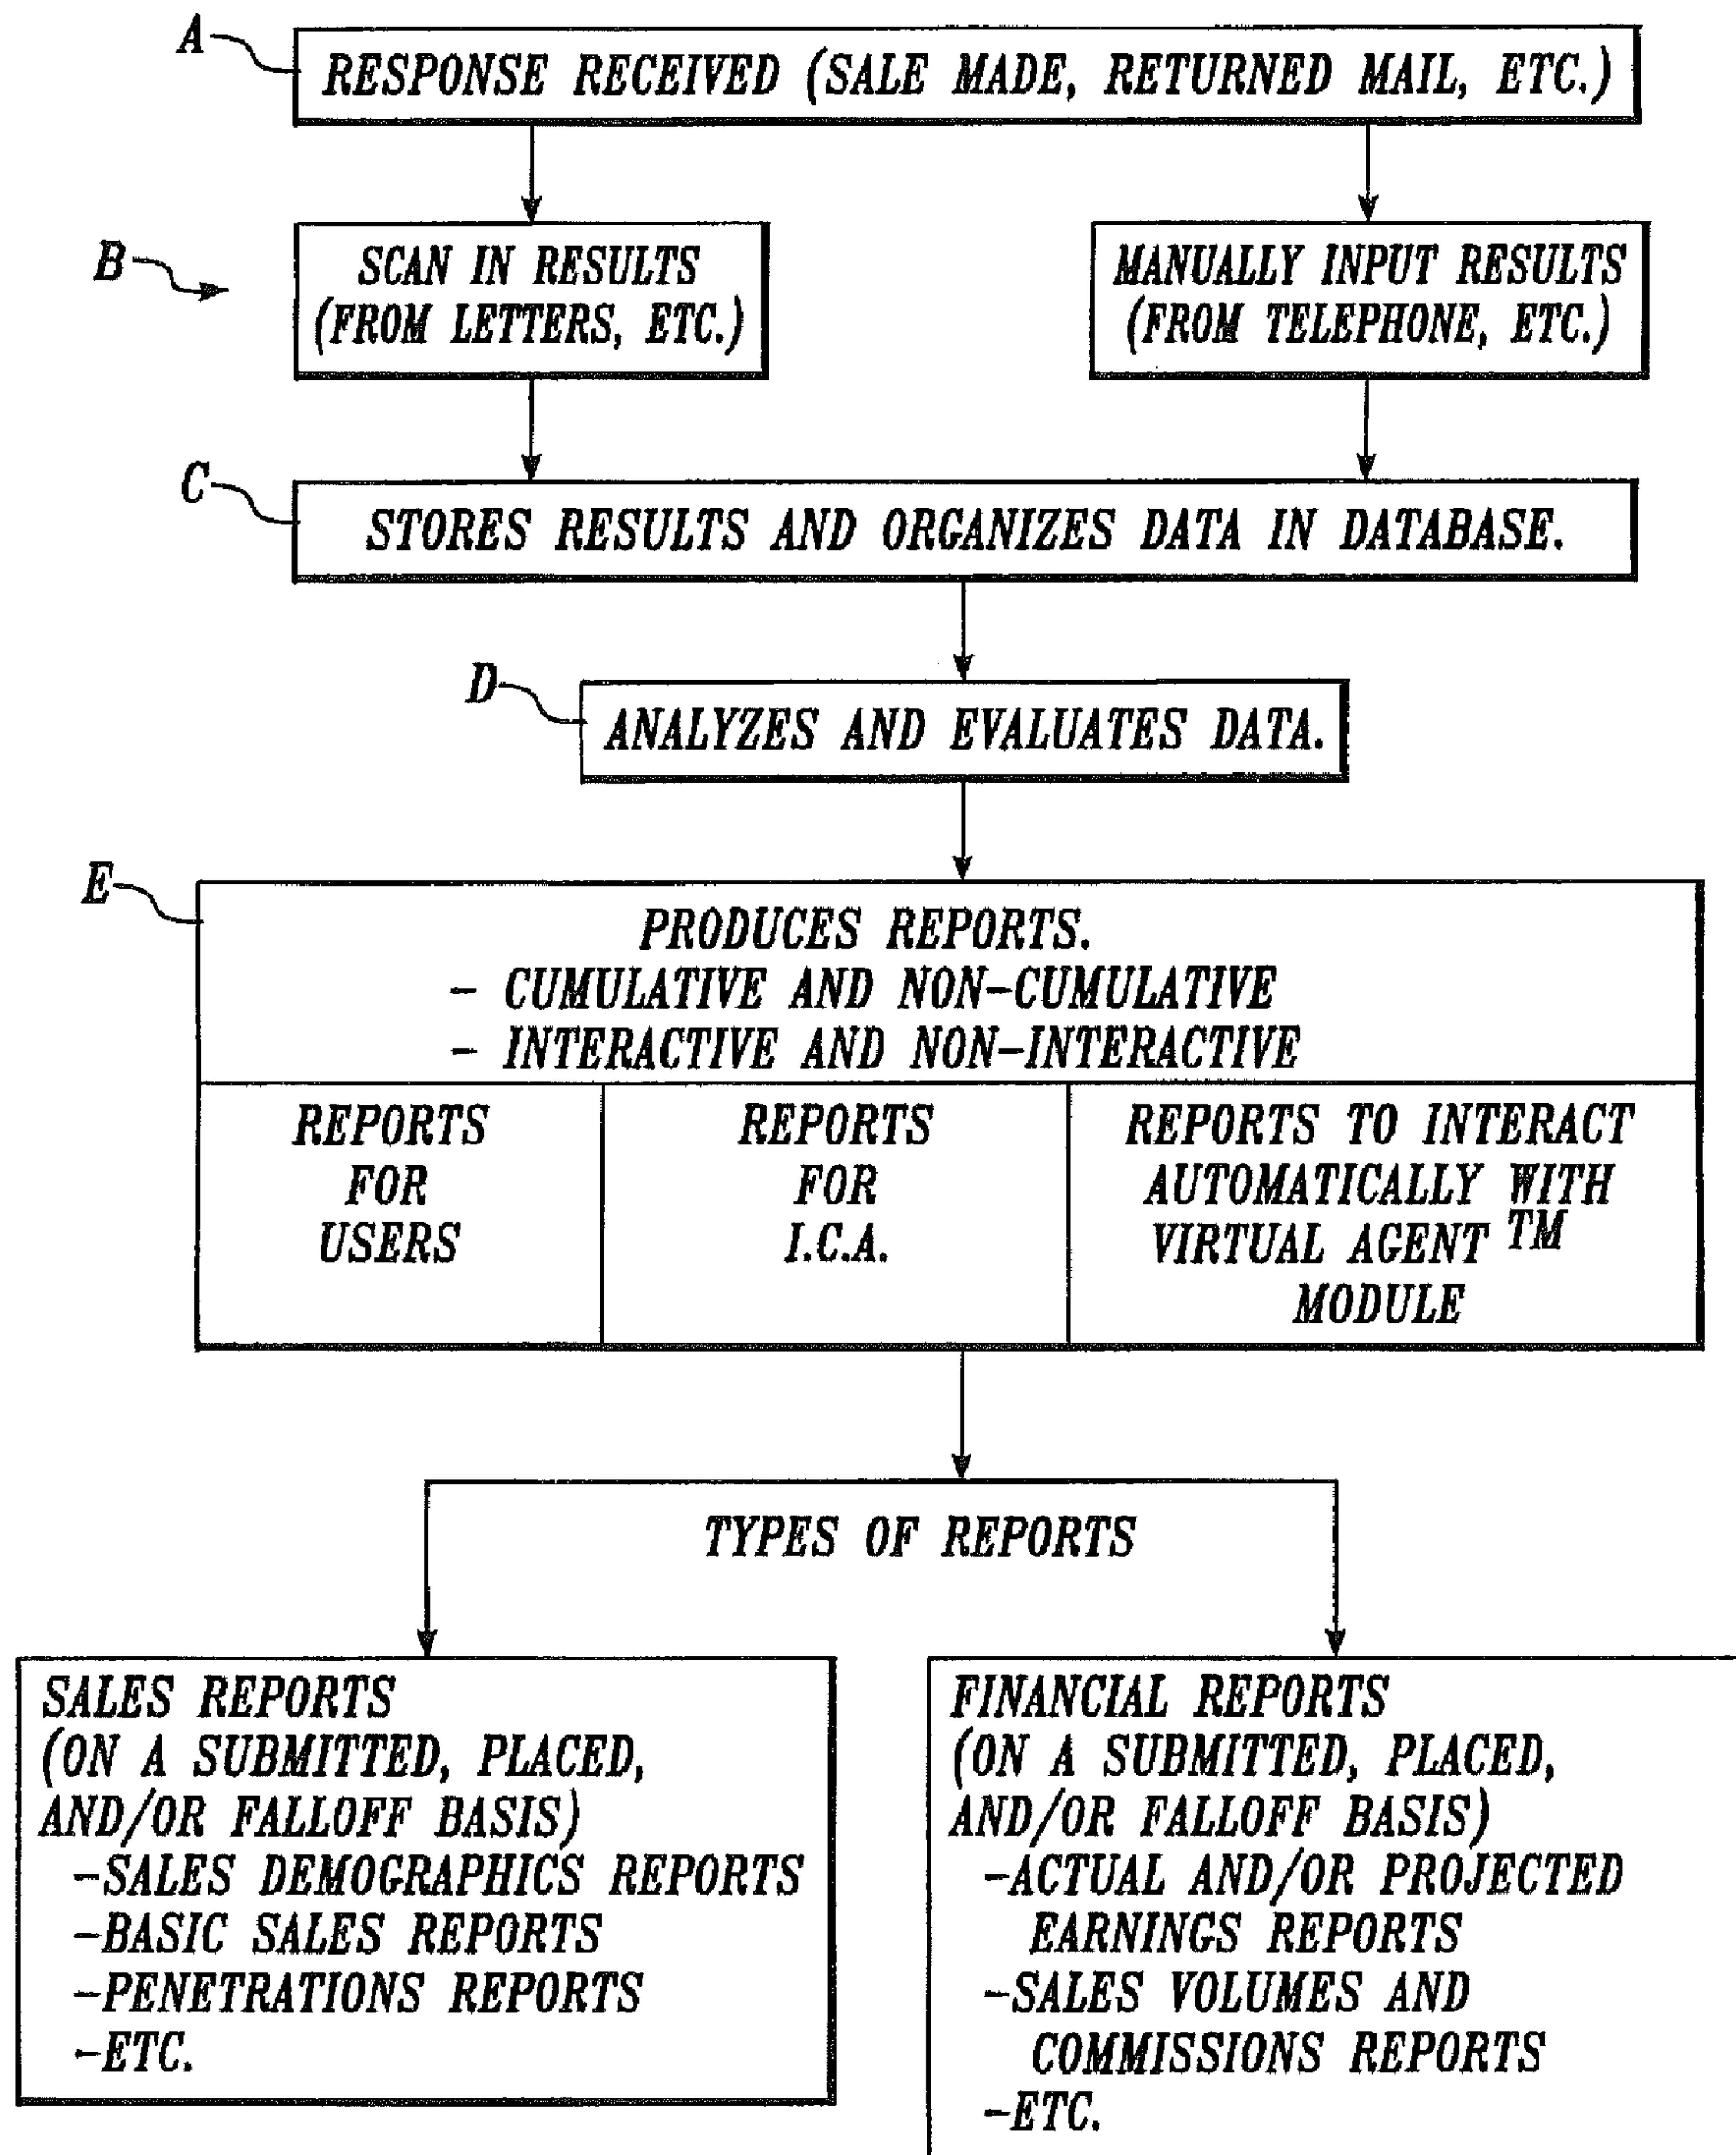 A
RESPONSE RECEIVED (SALE MADE, RETURNED MAIL, ETC.)
B
SCAN IN RESULTS
(FROM LETTERS, ETC.)
MANUALLY INPUT RESULTS
(FROM TELEPHONE, ETC.)
C
STORES RESULTS AND ORGANIZES DATA IN DATABASE.
D
ANALYZES AND EVALUATES DATA.
E
PRODUCES REPORTS.
- CUMULATIVE AND NON-CUMULATIVE
- INTERACTIVE AND NON-INTERACTIVE
REPORTS
FOR
USERS
REPORTS
FOR
I.C.A.
REPORTS TO INTERACT
AUTOMATICALLY WITH
VIRTUAL AGENT TM
MODULE
TYPES OF REPORTS
SALES REPORTS
(ON A SUBMITTED, PLACED,
AND/OR FALLOFF BASIS)
-SALES DEMOGRAPHICS REPORTS
-BASIC SALES REPORTS
-PENETRATIONS REPORTS
-ETC.
FINANCIAL REPORTS
(ON A SUBMITTED, PLACED,
AND/OR FALLOFF BASIS)
-ACTUAL AND/OR PROJECTED
EARNINGS REPORTS
-SALES VOLUMES AND
COMMISSIONS REPORTS
-ETC.